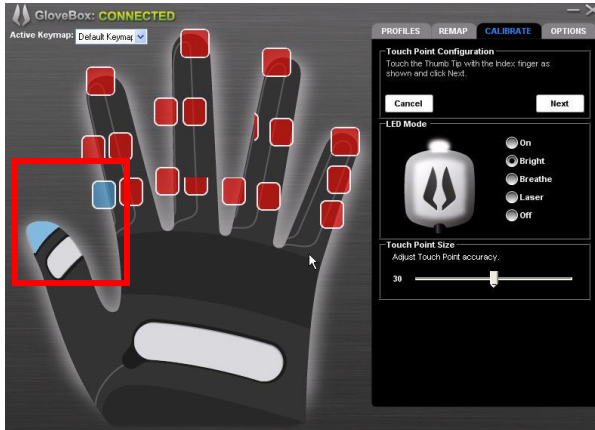 GloveBox: CONNECTED
Active Keymap: Default Keymap
PROFILES REMAP CALIBRATE OPTIONS
Touch Point Configuration
Touch the Thumb Tip with the Index finger as
shown and click Next.
Cancel Next
LED Mode
On
Bright
Breathe
Laser
Off
Touch Point Size
Adjust Touch Point accuracy.
30